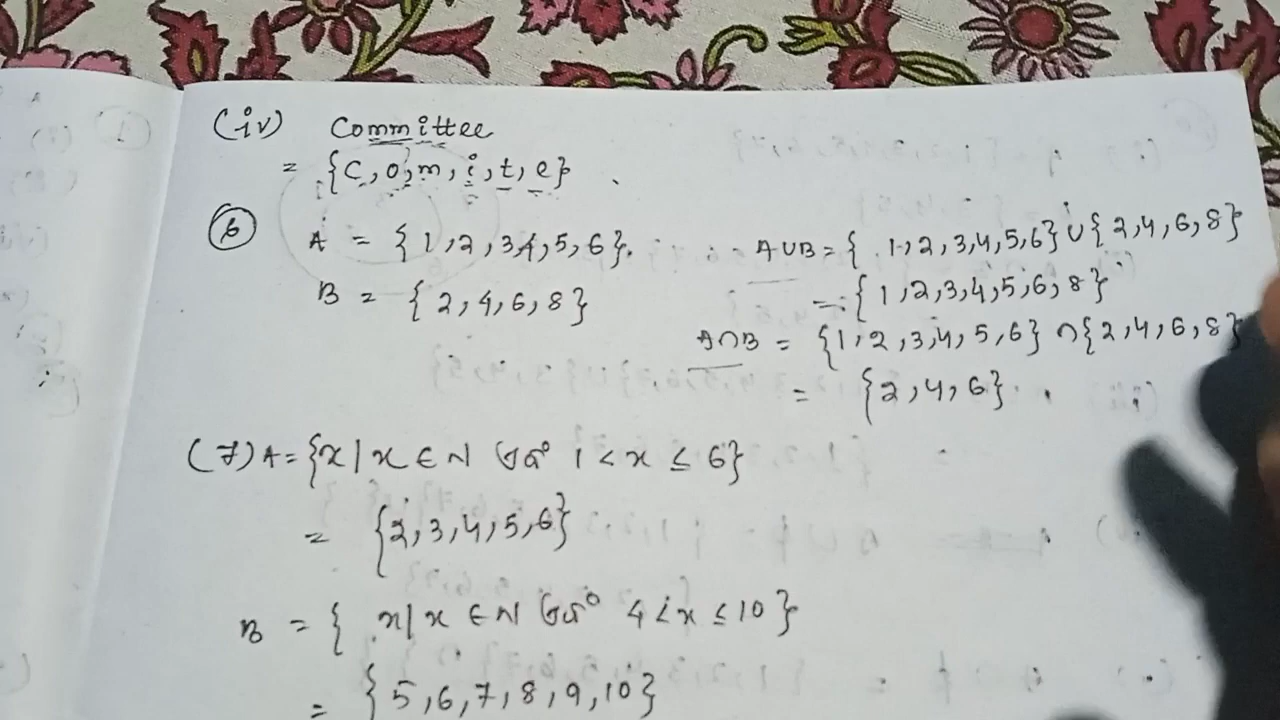 (iv) Committee
= {C, o, m, i, t, e}
(6) A = {1, 2, 3, 4, 5, 6}.
B = {2, 4, 6, 8}
A∪B = {1, 2, 3, 4, 5, 6} ∪ {2, 4, 6, 8}
= {1, 2, 3, 4, 5, 6, 8}
A∩B = {1, 2, 3, 4, 5, 6} ∩ {2, 4, 6, 8}
= {2, 4, 6}
(7) A = {x | x ∈ N এবং 1 < x ≤ 6}
= {2, 3, 4, 5, 6}
B = {x | x ∈ N এবং 4 < x ≤ 10}
= {5, 6, 7, 8, 9, 10}